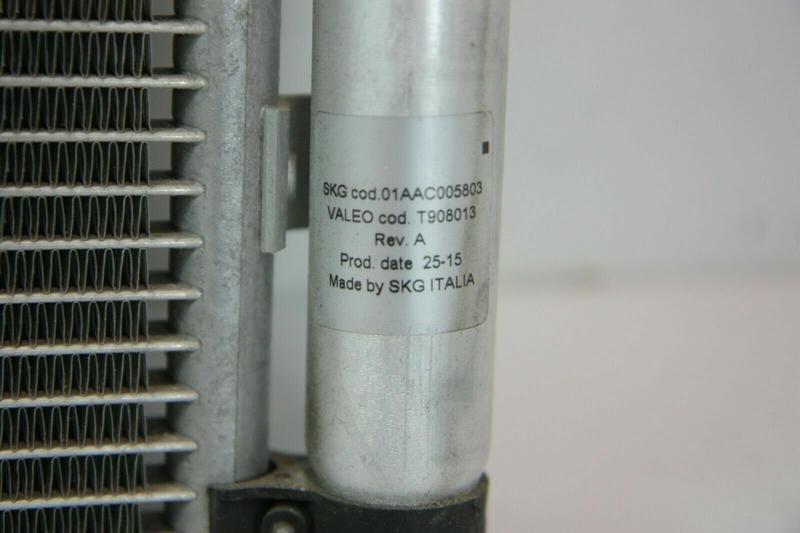 SKG cod.01AAC005803
VALEO cod. T908013
Rev. A
Prod. date 25-15
Made by SKG ITALIA